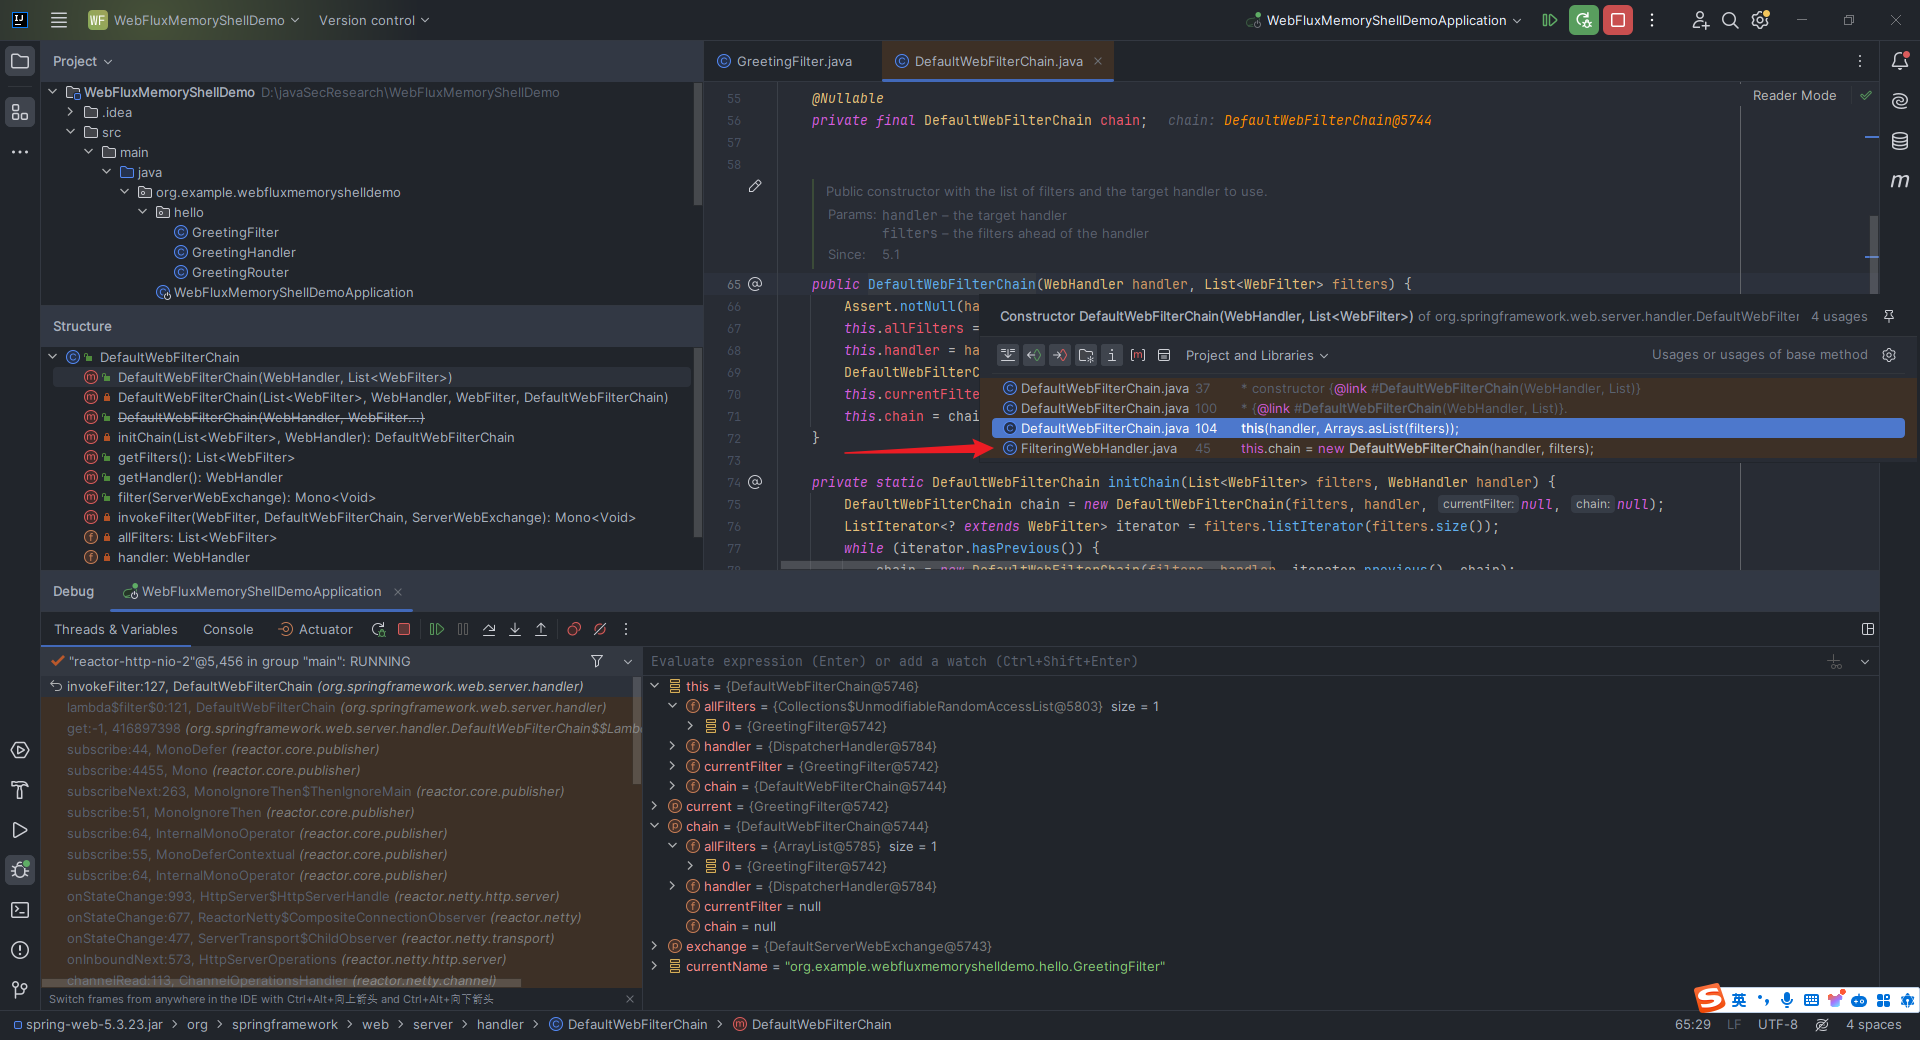 WF WebFluxMemoryShellDemo Version control WebFluxMemoryShellDemoApplication
Project
GreetingFilter.java DefaultWebFilterChain.java
WebFluxMemoryShellDemo D:\javaSecResearch\WebFluxMemoryShellDemo
.idea
src
main
java
org.example.webfluxmemoryshelldemo
hello
GreetingFilter
GreetingHandler
GreetingRouter
WebFluxMemoryShellDemoApplication
Structure
DefaultWebFilterChain
DefaultWebFilterChain(WebHandler, List<WebFilter>)
DefaultWebFilterChain(List<WebFilter>, WebHandler, WebFilter, DefaultWebFilterChain)
DefaultWebFilterChain(WebHandler, WebFilter...)
initChain(List<WebFilter>, WebHandler): DefaultWebFilterChain
getFilters(): List<WebFilter>
getHandler(): WebHandler
filter(ServerWebExchange): Mono<Void>
invokeFilter(WebFilter, DefaultWebFilterChain, ServerWebExchange): Mono<Void>
allFilters: List<WebFilter>
handler: WebHandler
Reader Mode
55 @Nullable
56 private final DefaultWebFilterChain chain; chain: DefaultWebFilterChain@5744
57
58
Public constructor with the list of filters and the target handler to use.
Params: handler – the target handler
filters – the filters ahead of the handler
Since: 5.1
65 public DefaultWebFilterChain(WebHandler handler, List<WebFilter> filters) {
66 Assert.notNull(ha
67 this.allFilters =
68 this.handler = ha
69 DefaultWebFilterC
70 this.currentFilte
71 this.chain = chai
72 }
73
74 private static DefaultWebFilterChain initChain(List<WebFilter> filters, WebHandler handler) {
75 DefaultWebFilterChain chain = new DefaultWebFilterChain(filters, handler, currentFilter: null, chain: null);
76 ListIterator<? extends WebFilter> iterator = filters.listIterator(filters.size());
77 while (iterator.hasPrevious()) {
chain = new DefaultWebFilterChain(filters, handler, iterator.previous(), chain);
Constructor DefaultWebFilterChain(WebHandler, List<WebFilter>) of org.springframework.web.server.handler.DefaultWebFilter 4 usages
Project and Libraries Usages or usages of base method
DefaultWebFilterChain.java 37 * constructor {@link #DefaultWebFilterChain(WebHandler, List)}
DefaultWebFilterChain.java 100 * {@link #DefaultWebFilterChain(WebHandler, List)}.
DefaultWebFilterChain.java 104 this(handler, Arrays.asList(filters));
FilteringWebHandler.java 45 this.chain = new DefaultWebFilterChain(handler, filters);
Debug WebFluxMemoryShellDemoApplication
Threads & Variables Console Actuator
"reactor-http-nio-2"@5,456 in group "main": RUNNING
invokeFilter:127, DefaultWebFilterChain (org.springframework.web.server.handler)
lambda$filter$0:121, DefaultWebFilterChain (org.springframework.web.server.handler)
get:-1, 416897398 (org.springframework.web.server.handler.DefaultWebFilterChain$$Lamb
subscribe:44, MonoDefer (reactor.core.publisher)
subscribe:4455, Mono (reactor.core.publisher)
subscribeNext:263, MonoIgnoreThen$ThenIgnoreMain (reactor.core.publisher)
subscribe:51, MonoIgnoreThen (reactor.core.publisher)
subscribe:64, InternalMonoOperator (reactor.core.publisher)
subscribe:55, MonoDeferContextual (reactor.core.publisher)
subscribe:64, InternalMonoOperator (reactor.core.publisher)
onStateChange:993, HttpServer$HttpServerHandle (reactor.netty.http.server)
onStateChange:677, ReactorNetty$CompositeConnectionObserver (reactor.netty)
onStateChange:477, ServerTransport$ChildObserver (reactor.netty.transport)
onInboundNext:573, HttpServerOperations (reactor.netty.http.server)
channelRead:113, ChannelOperationsHandler (reactor.netty.channel)
Switch frames from anywhere in the IDE with Ctrl+Alt+向上箭头 and Ctrl+Alt+向下箭头
Evaluate expression (Enter) or add a watch (Ctrl+Shift+Enter)
this = {DefaultWebFilterChain@5746}
allFilters = {Collections$UnmodifiableRandomAccessList@5803} size = 1
0 = {GreetingFilter@5742}
handler = {DispatcherHandler@5784}
currentFilter = {GreetingFilter@5742}
chain = {DefaultWebFilterChain@5744}
current = {GreetingFilter@5742}
chain = {DefaultWebFilterChain@5744}
allFilters = {ArrayList@5785} size = 1
0 = {GreetingFilter@5742}
handler = {DispatcherHandler@5784}
currentFilter = null
chain = null
exchange = {DefaultServerWebExchange@5743}
currentName = "org.example.webfluxmemoryshelldemo.hello.GreetingFilter"
英
spring-web-5.3.23.jar org springframework web server handler DefaultWebFilterChain DefaultWebFilterChain
65:29 LF UTF-8 4 spaces